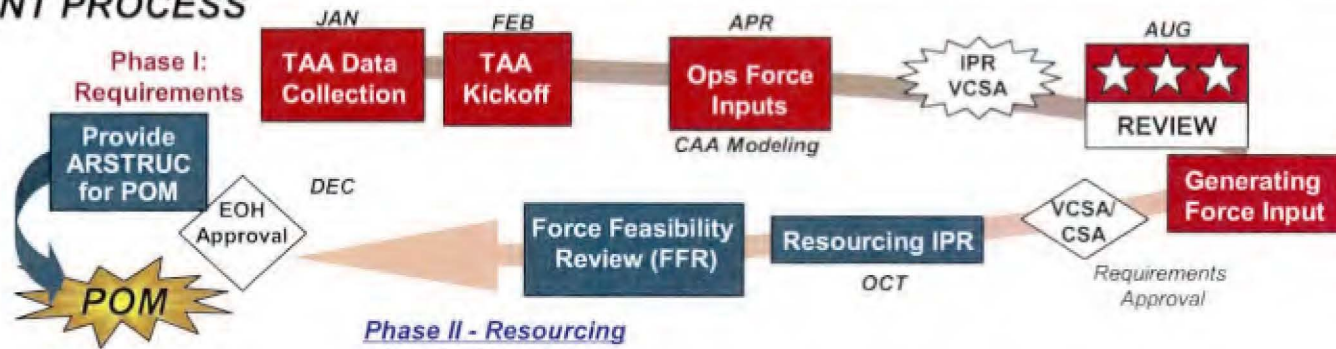 NT PROCESS
JAN
FEB
APR
AUG
Phase I:
Requirements
TAA Data
Collection
TAA
Kickoff
Ops Force
Inputs
CAA Modeling
IPR
VCSA
REVIEW
Generating
Force Input
VCSA/
CSA
Requirements
Approval
Resourcing IPR
OCT
Force Feasibility
Review (FFR)
DEC
EOH
Approval
Provide
ARSTRUC
for POM
POM
Phase II - Resourcing